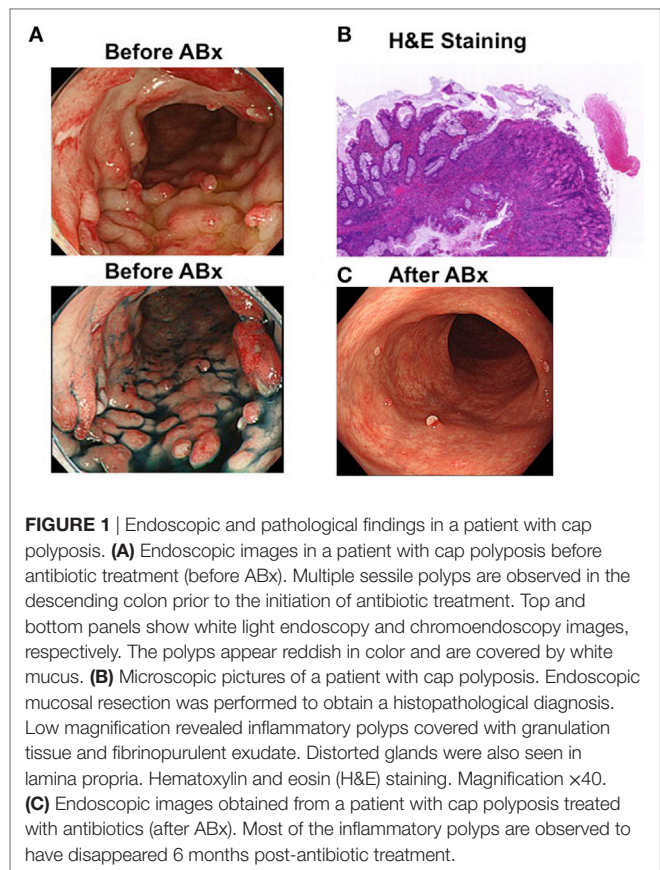 A
Before ABx
B
H&E Staining
Before ABx
C
After ABx
FIGURE 1 | Endoscopic and pathological findings in a patient with cap
polyposis. (A) Endoscopic images in a patient with cap polyposis before
antibiotic treatment (before ABx). Multiple sessile polyps are observed in the
descending colon prior to the initiation of antibiotic treatment. Top and
bottom panels show white light endoscopy and chromoendoscopy images,
respectively. The polyps appear reddish in color and are covered by white
mucus. (B) Microscopic pictures of a patient with cap polyposis. Endoscopic
mucosal resection was performed to obtain a histopathological diagnosis.
Low magnification revealed inflammatory polyps covered with granulation
tissue and fibrinopurulent exudate. Distorted glands were also seen in
lamina propria. Hematoxylin and eosin (H&E) staining. Magnification ×40.
(C) Endoscopic images obtained from a patient with cap polyposis treated
with antibiotics (after ABx). Most of the inflammatory polyps are observed to
have disappeared 6 months post-antibiotic treatment.